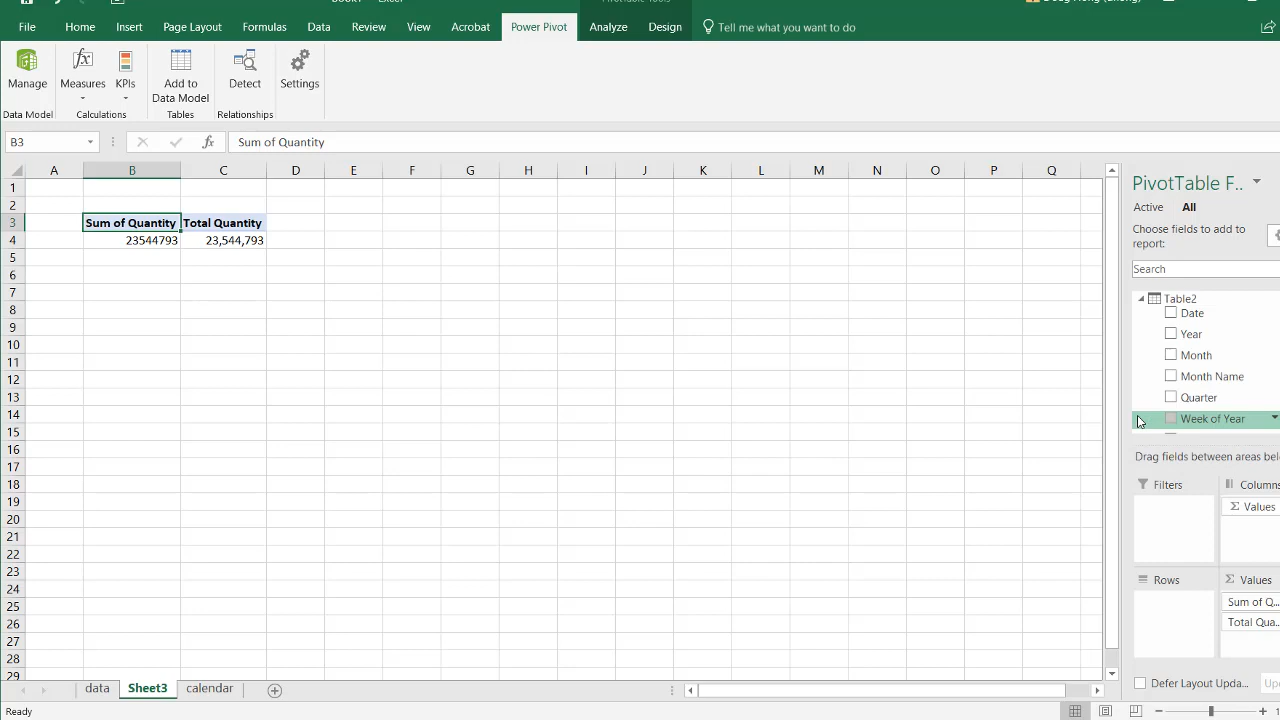 File Home Insert Page Layout Formulas Data Review View Acrobat Power Pivot Analyze Design Tell me what you want to do
Manage Measures KPIs Add to Data Model Detect Settings
Data Model Calculations Tables Relationships
B3 fx Sum of Quantity
A B C D E F G H I J K L M N O P Q
1
2
3 Sum of Quantity Total Quantity
4 23544793 23,544,793
5
6
7
8
9
10
11
12
13
14
15
16
17
18
19
20
21
22
23
24
25
26
27
28
29
PivotTable F..
Active All
Choose fields to add to
report:
Search
Table2
Date
Year
Month
Month Name
Quarter
Week of Year
Drag fields between areas
Filters Columns
Σ Values
Rows Σ Values
Sum of Q...
Total Qua...
Defer Layout Upda...
data Sheet3 calendar
Ready